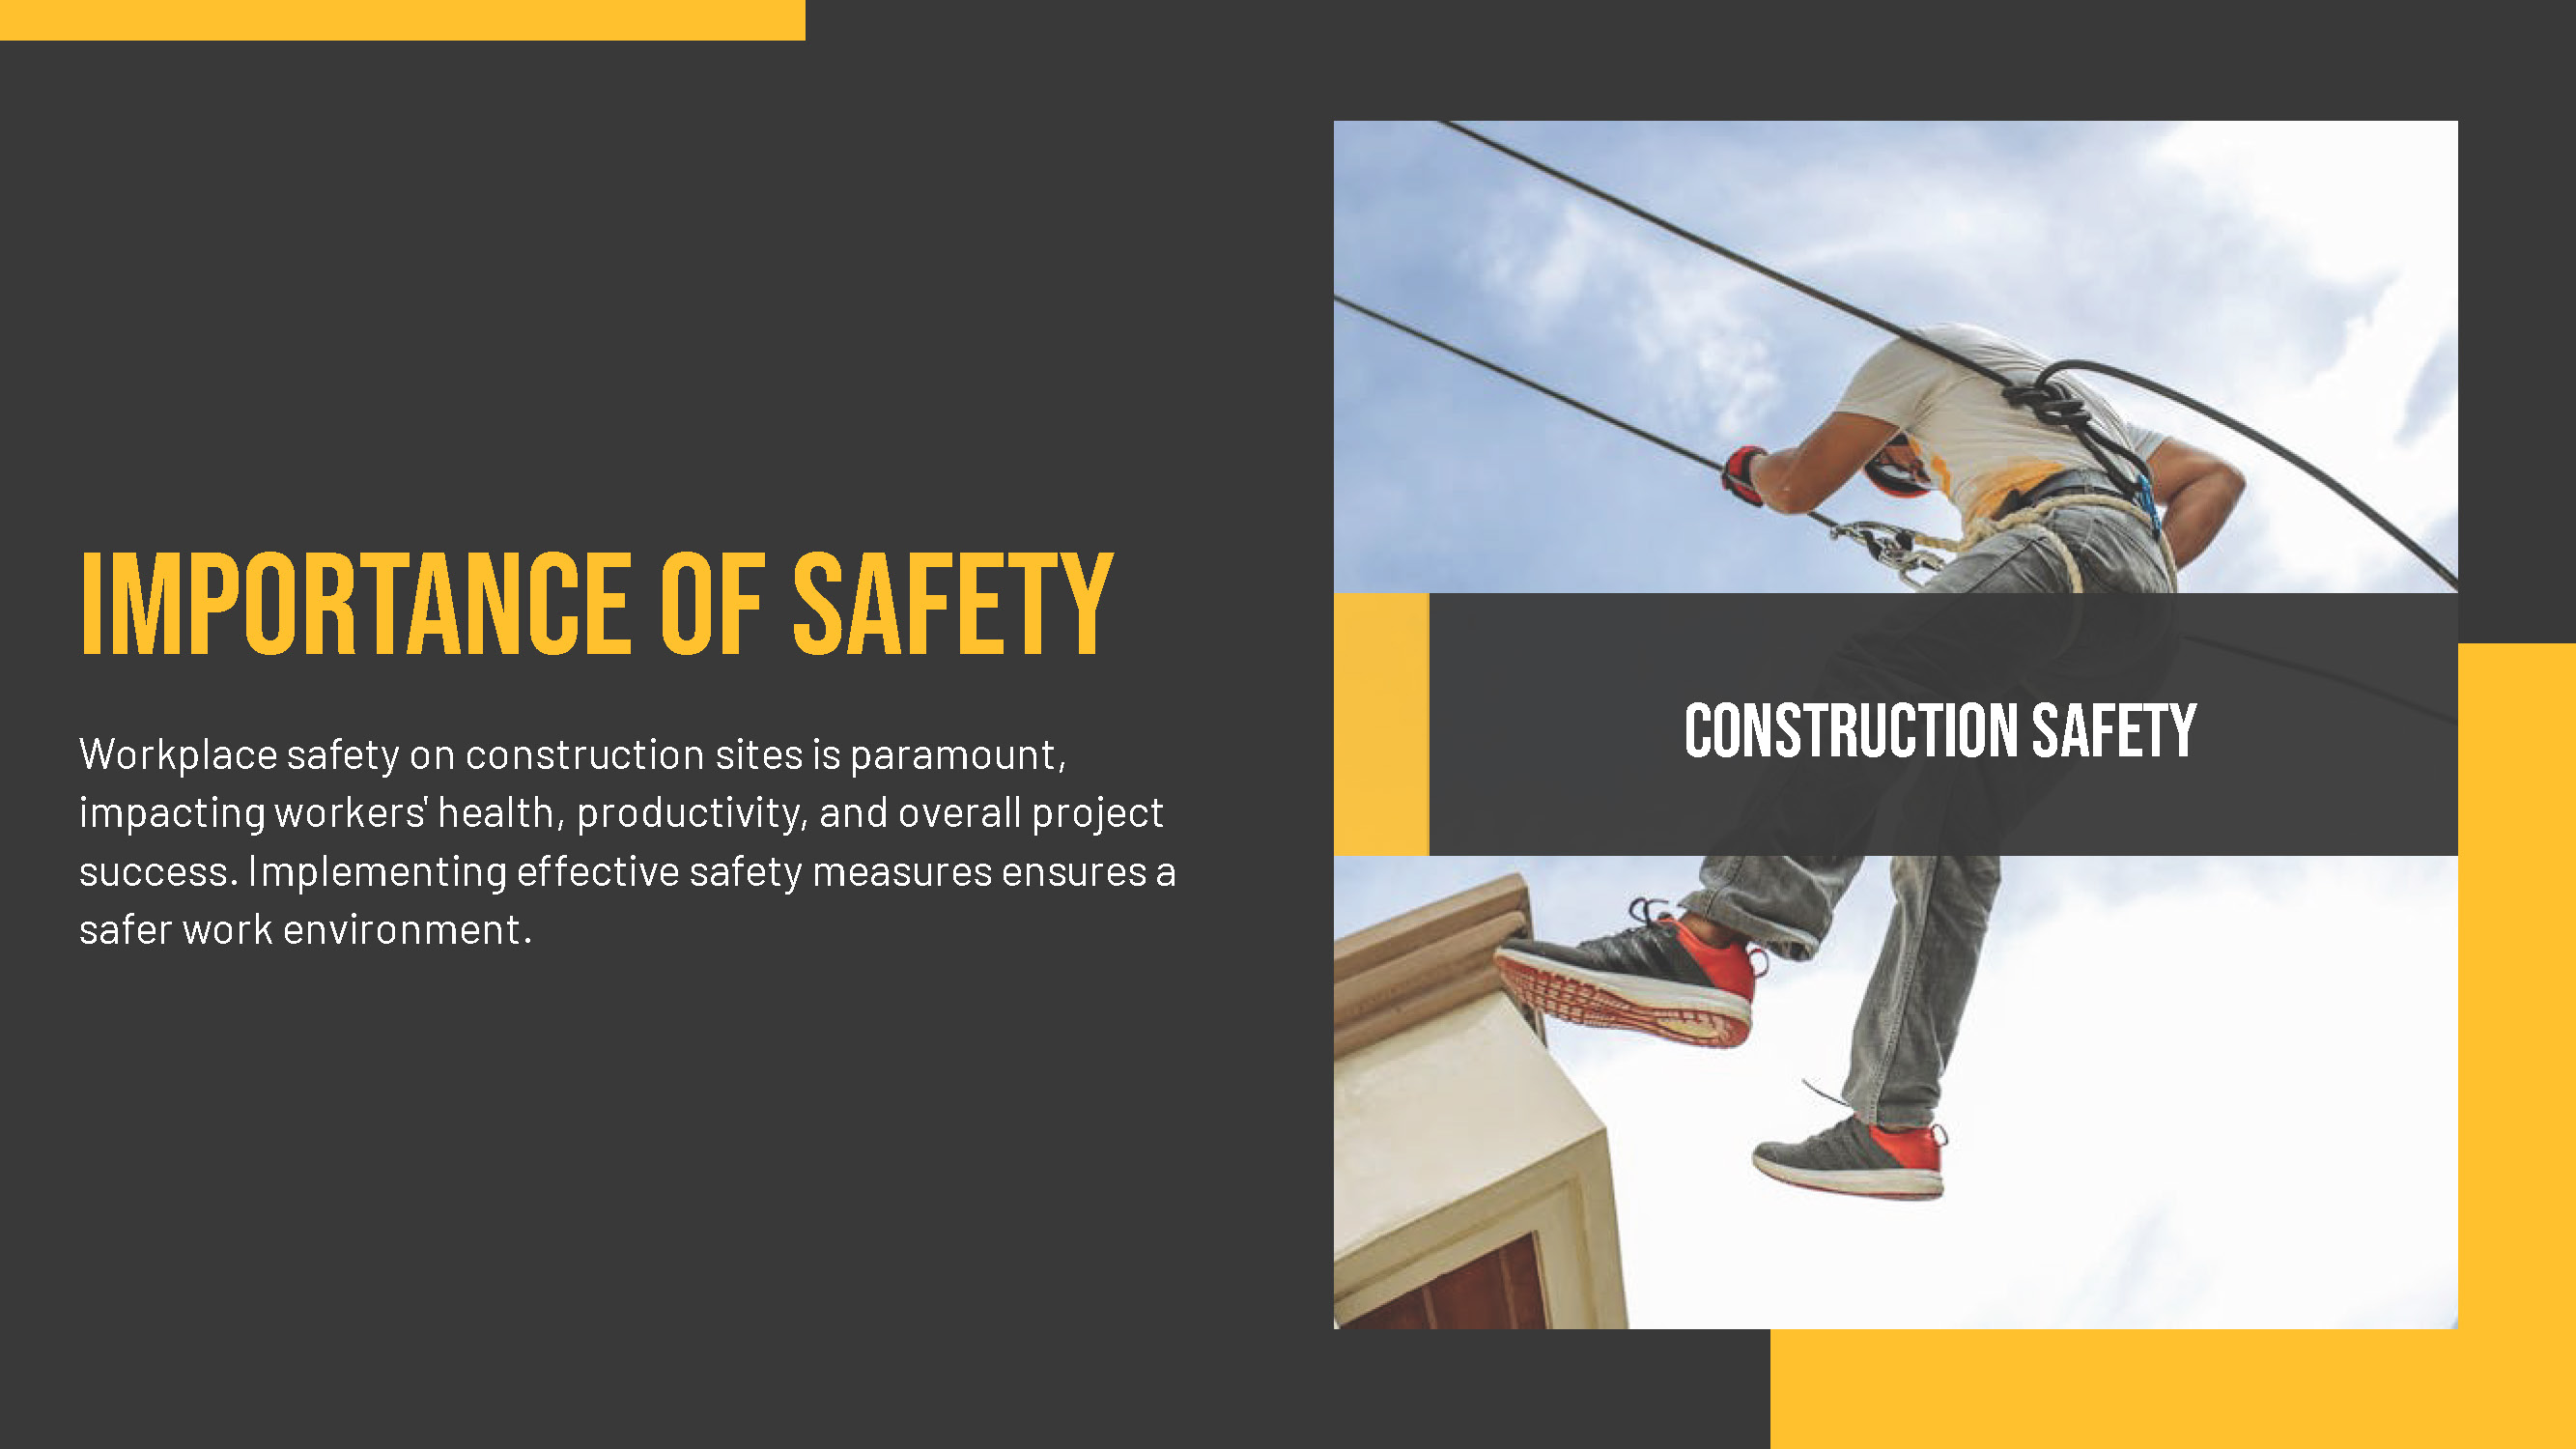 IMPORTANCE OF SAFETY
Workplace safety on construction sites is paramount,
impacting workers' health, productivity, and overall project
success. Implementing effective safety measures ensures a
safer work environment.
CONSTRUCTION SAFETY